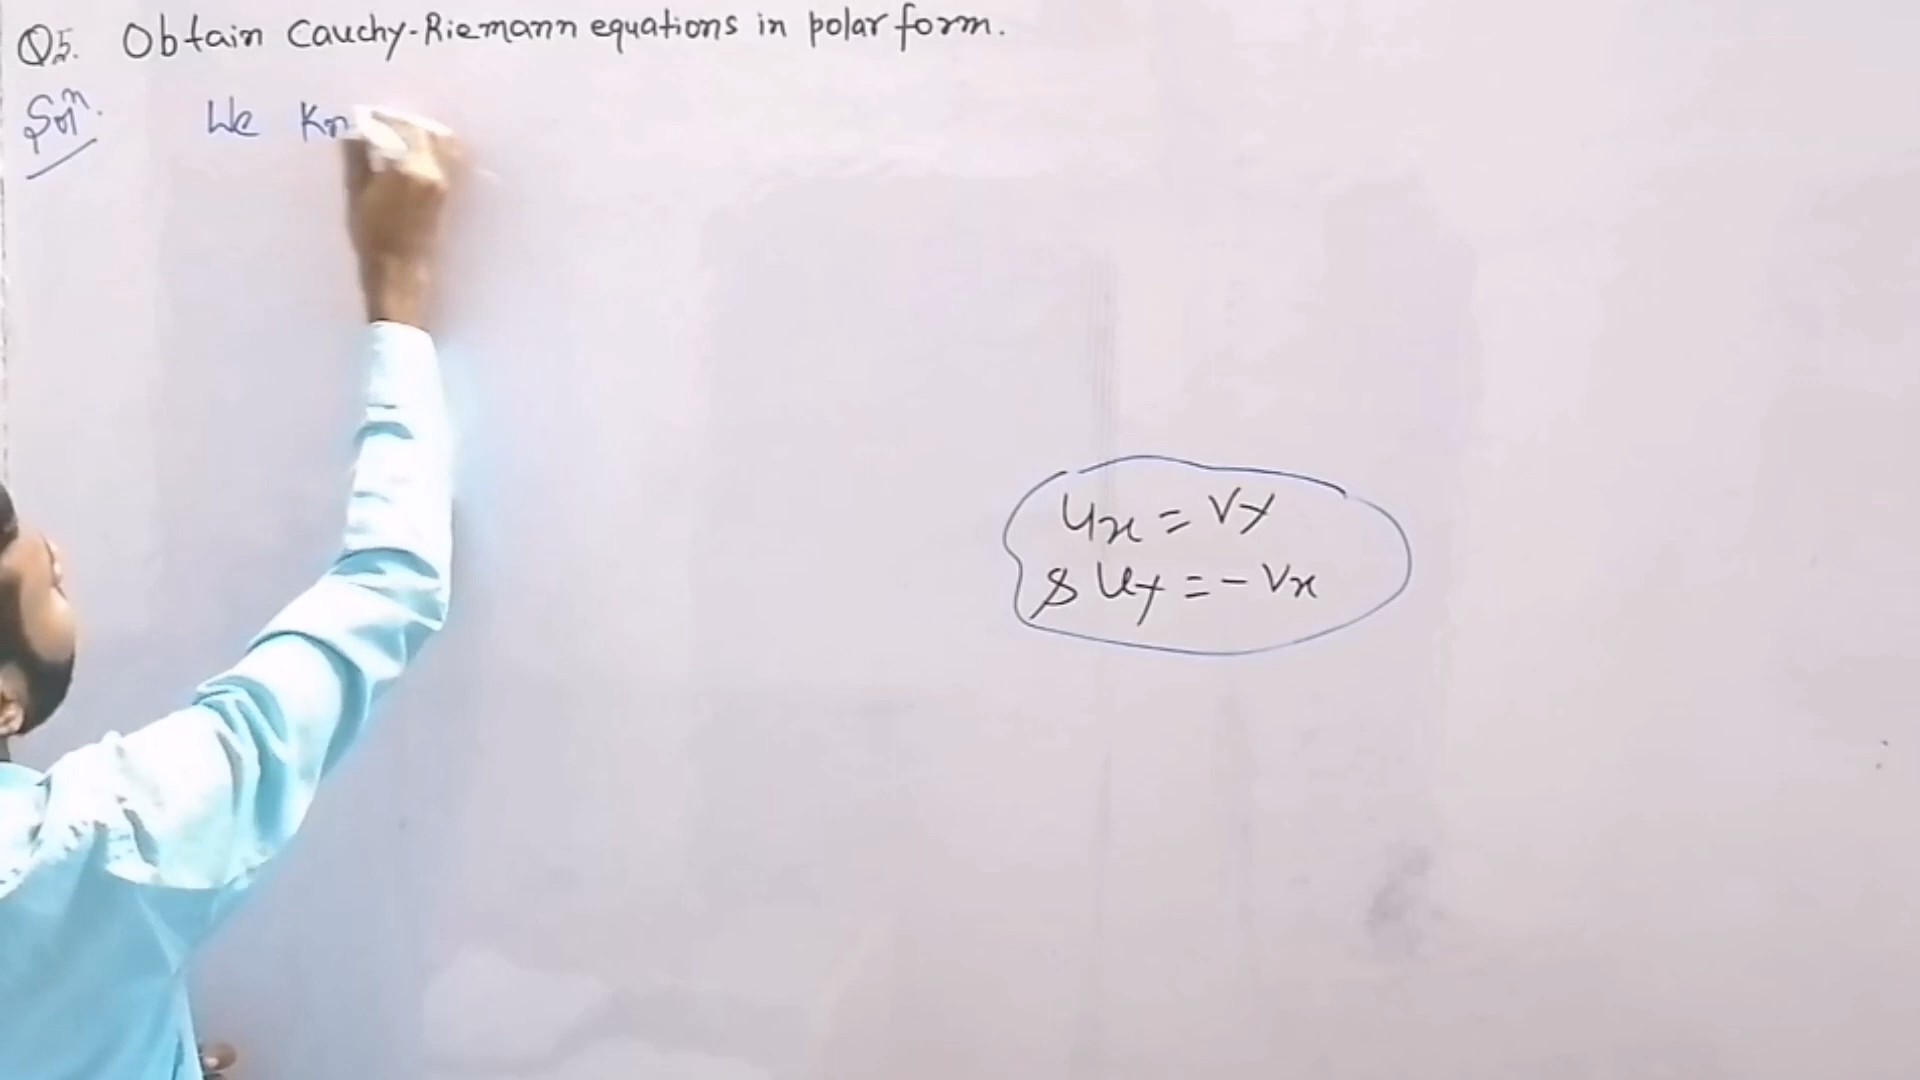 Q5. Obtain Cauchy-Riemann equations in polar form.
Solⁿ. We Kn
ux = vy
& uy = - vx